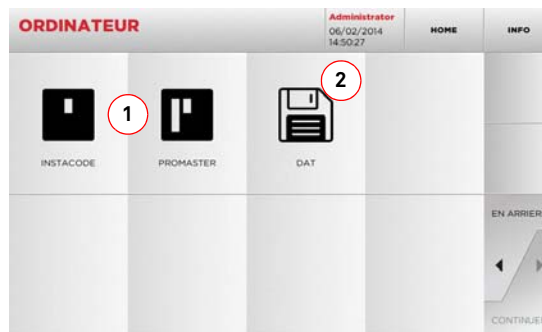 ORDINATEUR
Administrator
06/02/2014
14:50:27
HOME
INFO
1
2
INSTACODE
PROMASTER
DAT
EN ARRIER
CONTINUE